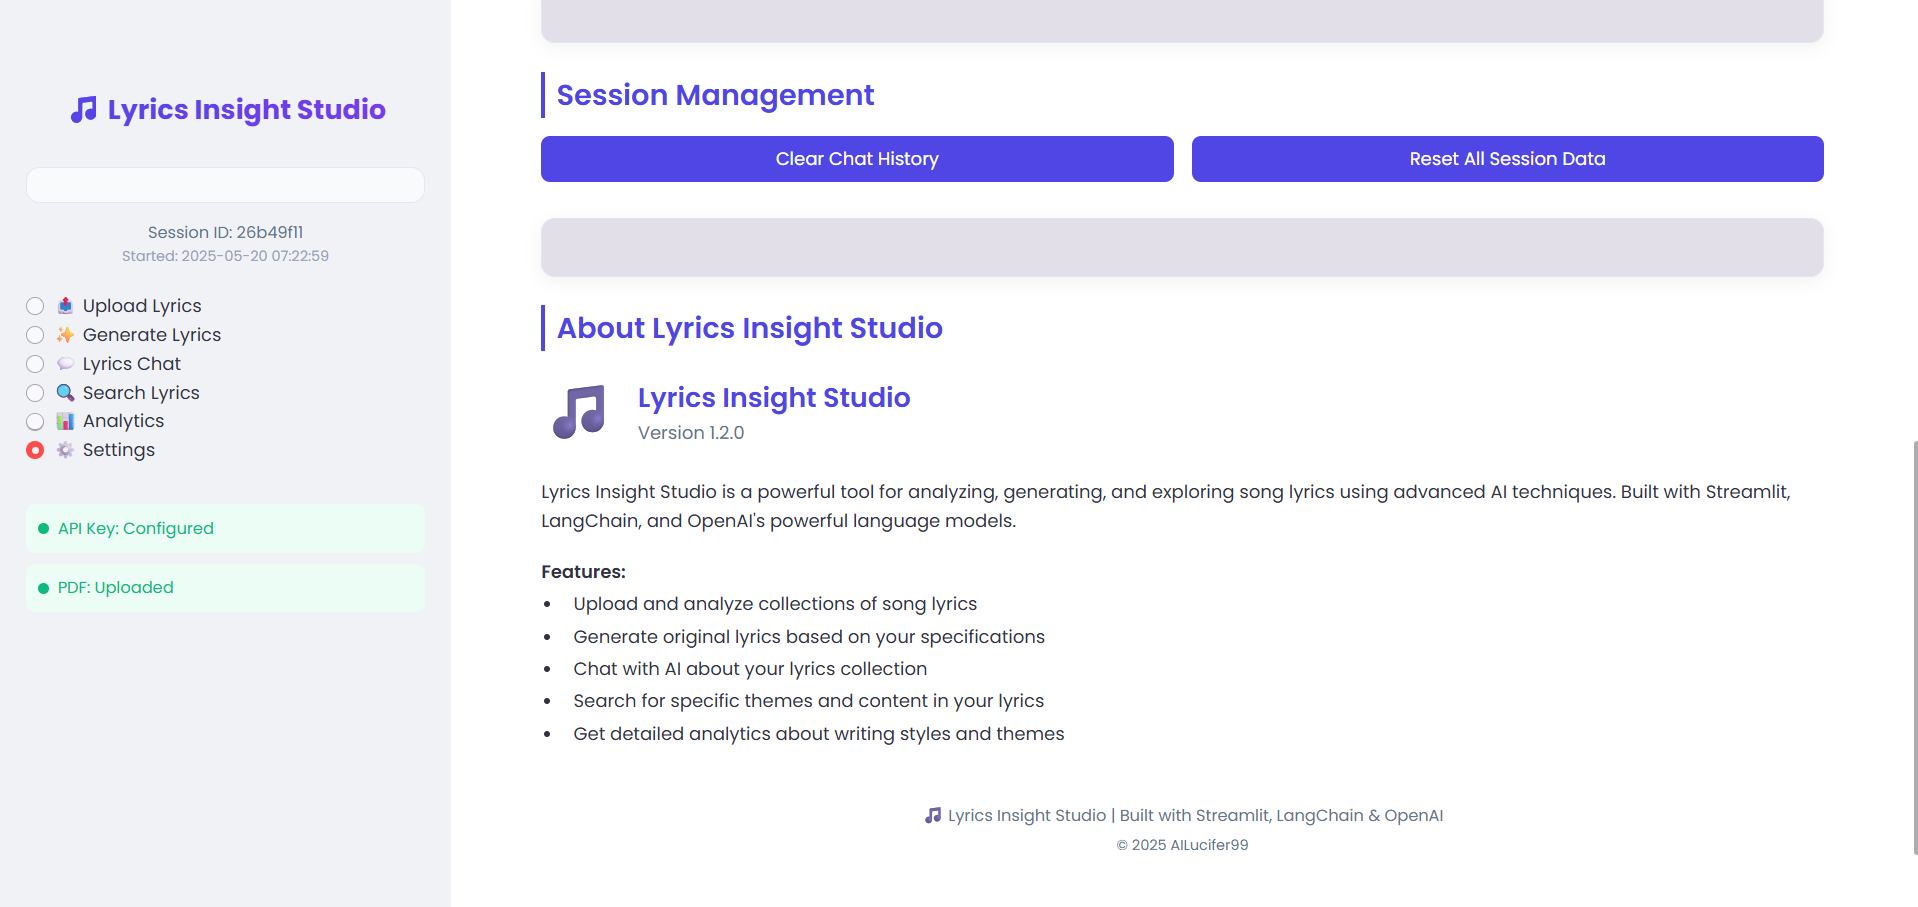 Lyrics Insight Studio
Session ID: 26b49f11
Started: 2025-05-20 07:22:59
Upload Lyrics
Generate Lyrics
Lyrics Chat
Search Lyrics
Analytics
Settings
API Key: Configured
PDF: Uploaded
Session Management
Clear Chat History
Reset All Session Data
About Lyrics Insight Studio
Lyrics Insight Studio
Version 1.2.0
Lyrics Insight Studio is a powerful tool for analyzing, generating, and exploring song lyrics using advanced AI techniques. Built with Streamlit,
LangChain, and OpenAI's powerful language models.
Features:
Upload and analyze collections of song lyrics
Generate original lyrics based on your specifications
Chat with AI about your lyrics collection
Search for specific themes and content in your lyrics
Get detailed analytics about writing styles and themes
Lyrics Insight Studio | Built with Streamlit, LangChain & OpenAI
© 2025 AILucifer99